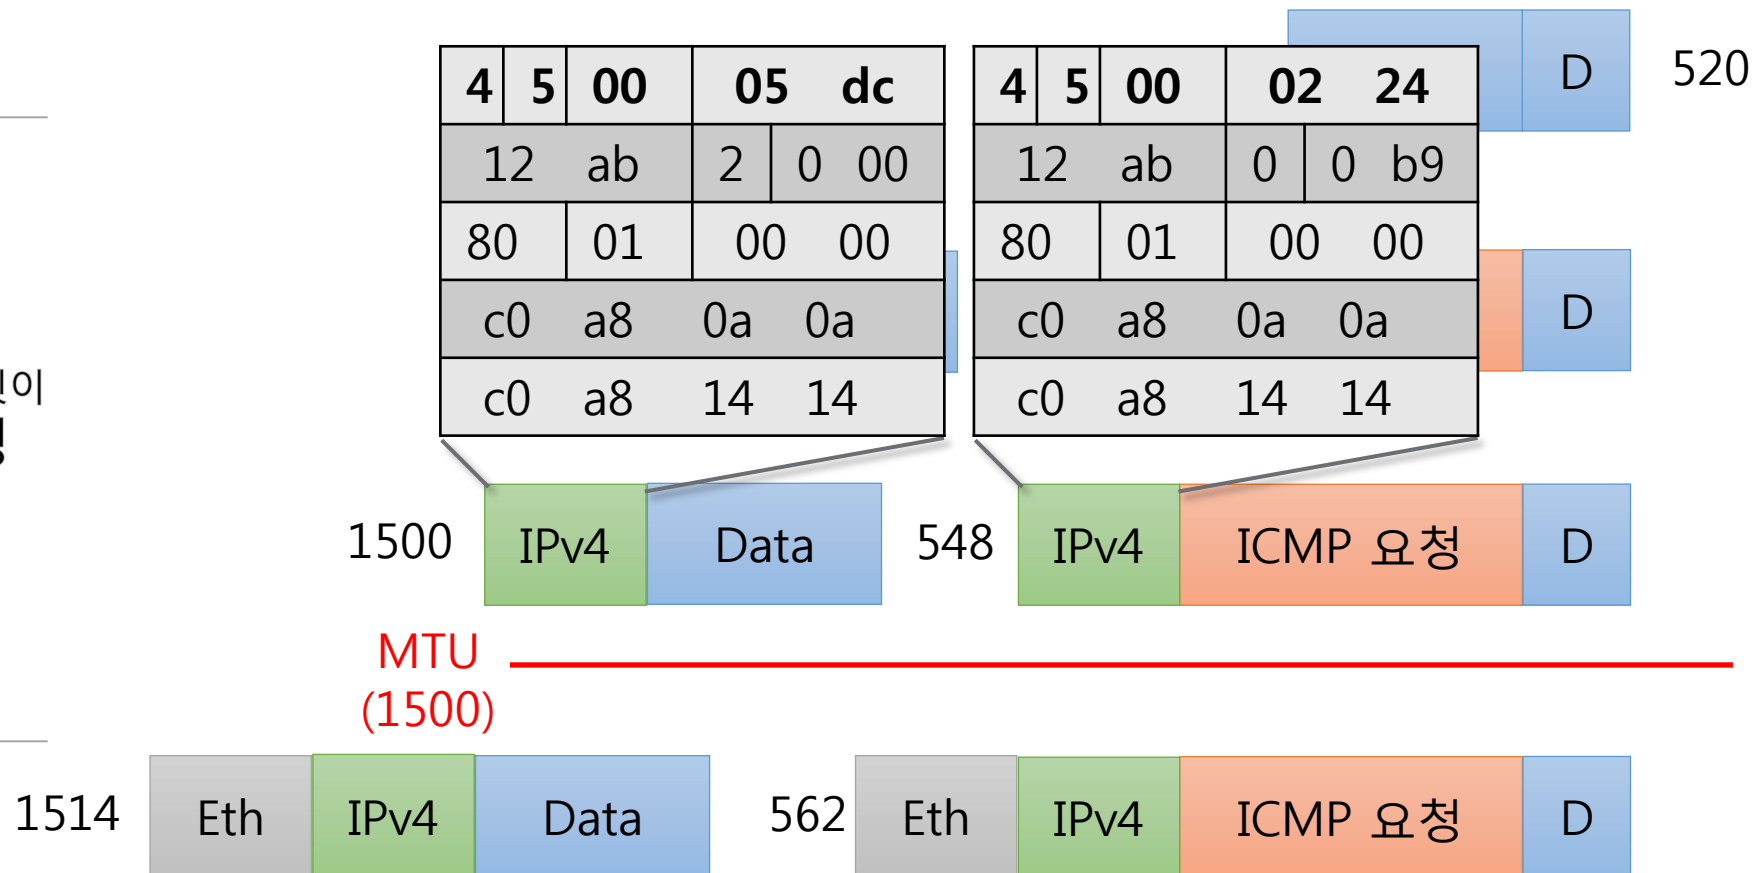 D 520
4 5 00 05 dc
12 ab 2 0 00
80 01 00 00
c0 a8 0a 0a
c0 a8 14 14
4 5 00 02 24
12 ab 0 0 b9
80 01 00 00
c0 a8 0a 0a
c0 a8 14 14
D
이
1500 IPv4 Data
548 IPv4 ICMP 요청 D
MTU
(1500)
1514 Eth IPv4 Data
562 Eth IPv4 ICMP 요청 D